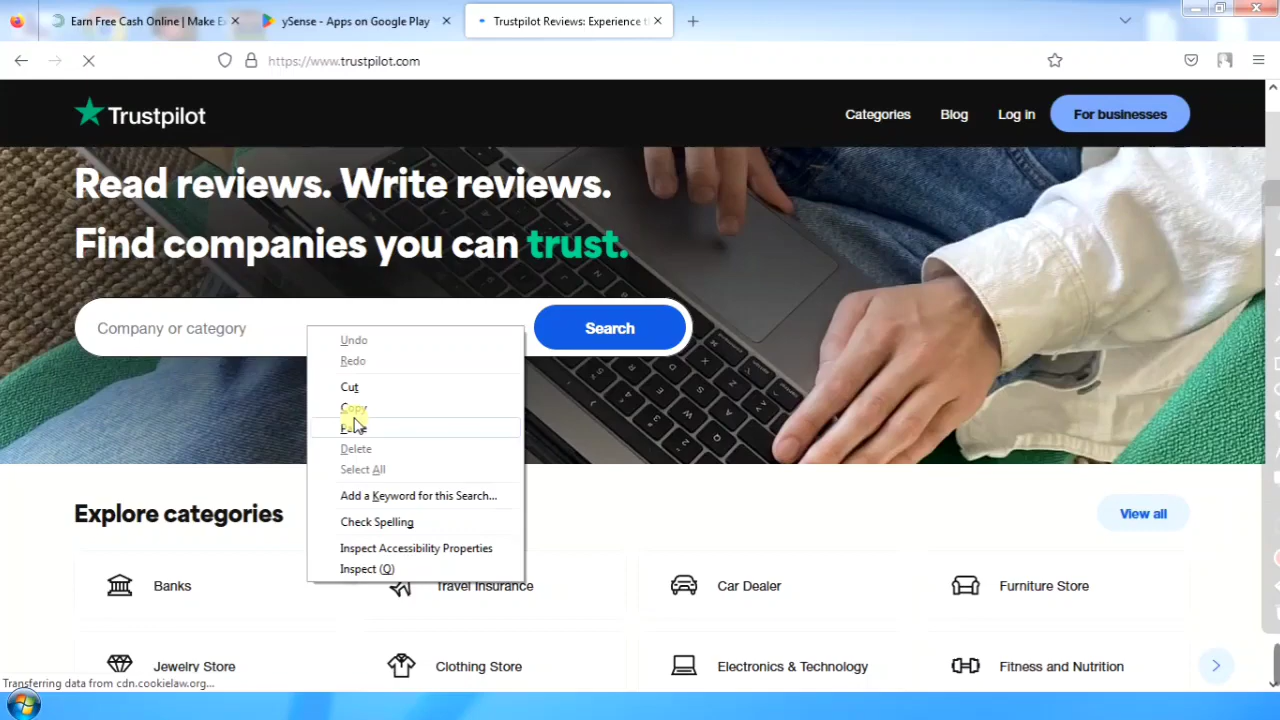 Earn Free Cash Online | Make E
ySense - Apps on Google Play
Trustpilot Reviews: Experience t
https://www.trustpilot.com
Trustpilot
Categories
Blog
Log in
For businesses
Read reviews. Write reviews.
Find companies you can trust.
Company or category
Search
Undo
Redo
Cut
Copy
Paste
Delete
Select All
Add a Keyword for this Search...
Check Spelling
Inspect Accessibility Properties
Inspect (Q)
Explore categories
View all
Banks
Travel Insurance
Car Dealer
Furniture Store
Jewelry Store
Clothing Store
Electronics & Technology
Fitness and Nutrition
Transferring data from cdn.cookielaw.org...